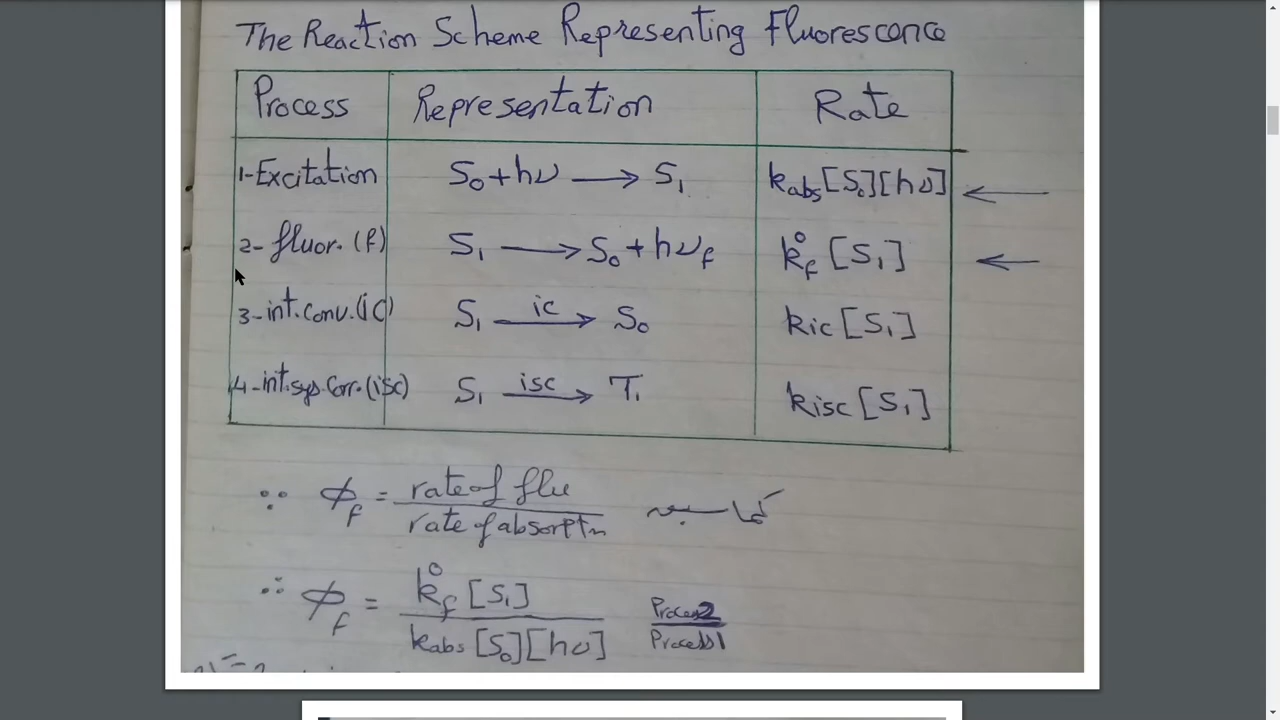 The Reaction Scheme Representing Fluorescence
Process Representation Rate
1-Excitation S₀+hν ⟶ S₁ k_abs[S₀][hν] ⟵
2- fluor.(f) S₁ ⟶ S₀+hν_f k°_f [S₁] ⟵
3-int.conv.(ic) S₁ —ic→ S₀ kic [S₁]
4-int.sys.Corr.(isc) S₁ —isc→ T₁ kisc [S₁]
∵ ϕ_f = rate of flu / rate of absorptn كما سبق
∴ ϕ_f = k°_f [S₁] / kabs [S₀][hν] Process2 / Process1